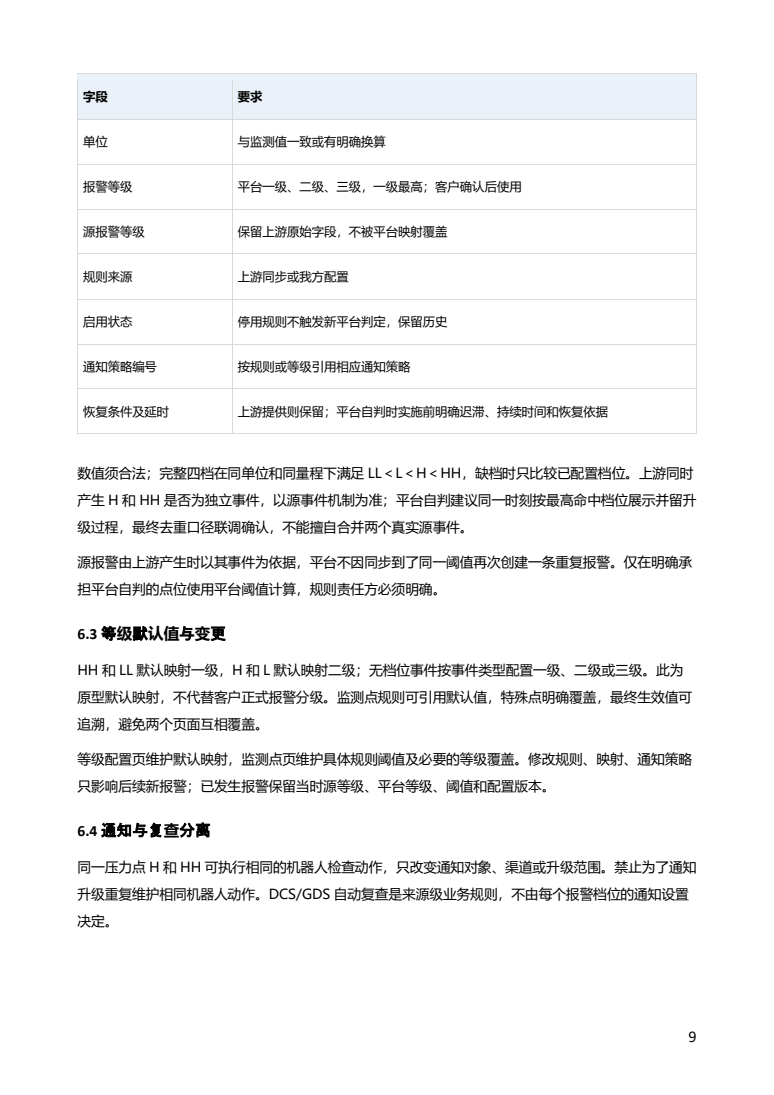 字段 要求
单位 与监测值一致或有明确换算
报警等级 平台一级、二级、三级，一级最高；客户确认后使用
源报警等级 保留上游原始字段，不被平台映射覆盖
规则来源 上游同步或我方配置
启用状态 停用规则不触发新平台判定，保留历史
通知策略编号 按规则或等级引用相应通知策略
恢复条件及延时 上游提供则保留；平台自判时实施前明确迟滞、持续时间和恢复依据
数值须合法；完整四档在同单位和同量程下满足 LL < L < H < HH，缺档时只比较已配置档位。上游同时
产生 H 和 HH 是否为独立事件，以源事件机制为准；平台自判建议同一时刻按最高命中档位展示并留升
级过程，最终去重口径联调确认，不能擅自合并两个真实源事件。
源报警由上游产生时以其事件为依据，平台不因同步到了同一阈值再次创建一条重复报警。仅在明确承
担平台自判的点位使用平台阈值计算，规则责任方必须明确。
6.3 等级默认值与变更
HH 和 LL 默认映射一级，H 和 L 默认映射二级；无档位事件按事件类型配置一级、二级或三级。此为
原型默认映射，不代替客户正式报警分级。监测点规则可引用默认值，特殊点明确覆盖，最终生效值可
追溯，避免两个页面互相覆盖。
等级配置页维护默认映射，监测点页维护具体规则阈值及必要的等级覆盖。修改规则、映射、通知策略
只影响后续新报警；已发生报警保留当时源等级、平台等级、阈值和配置版本。
6.4 通知与复查分离
同一压力点 H 和 HH 可执行相同的机器人检查动作，只改变通知对象、渠道或升级范围。禁止为了通知
升级重复维护相同机器人动作。DCS/GDS 自动复查是来源级业务规则，不由每个报警档位的通知设置
决定。
9